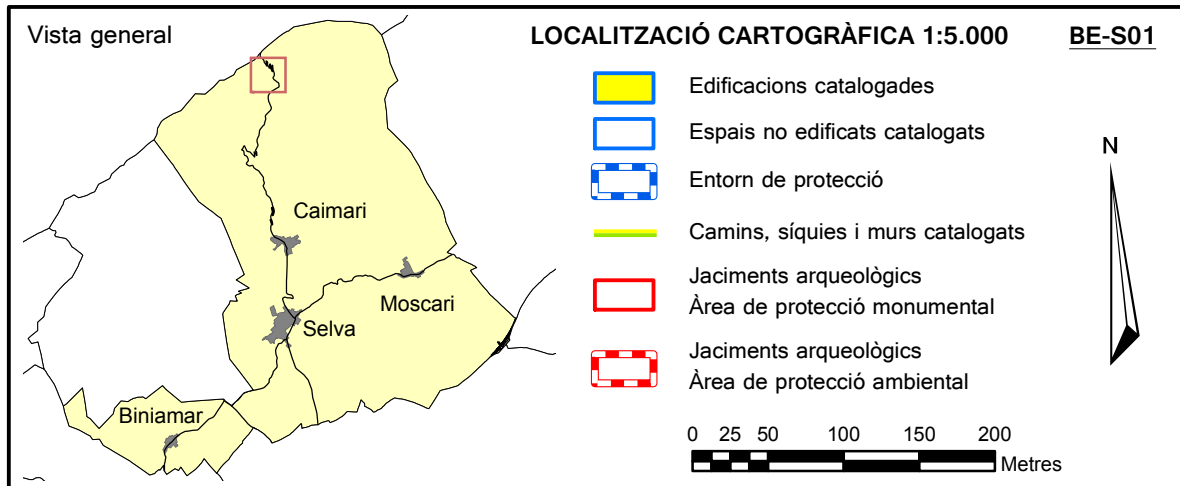 Vista general
Caimari
Moscari
Selva
Biniamar
LOCALITZACIÓ CARTOGRÀFICA 1:5.000 BE-S01
Edificacions catalogades
Espais no edificats catalogats
Entorn de protecció
Camins, síquies i murs catalogats
Jaciments arqueològics
Àrea de protecció monumental
Jaciments arqueològics
Àrea de protecció ambiental
N
0 25 50 100 150 200
Metres